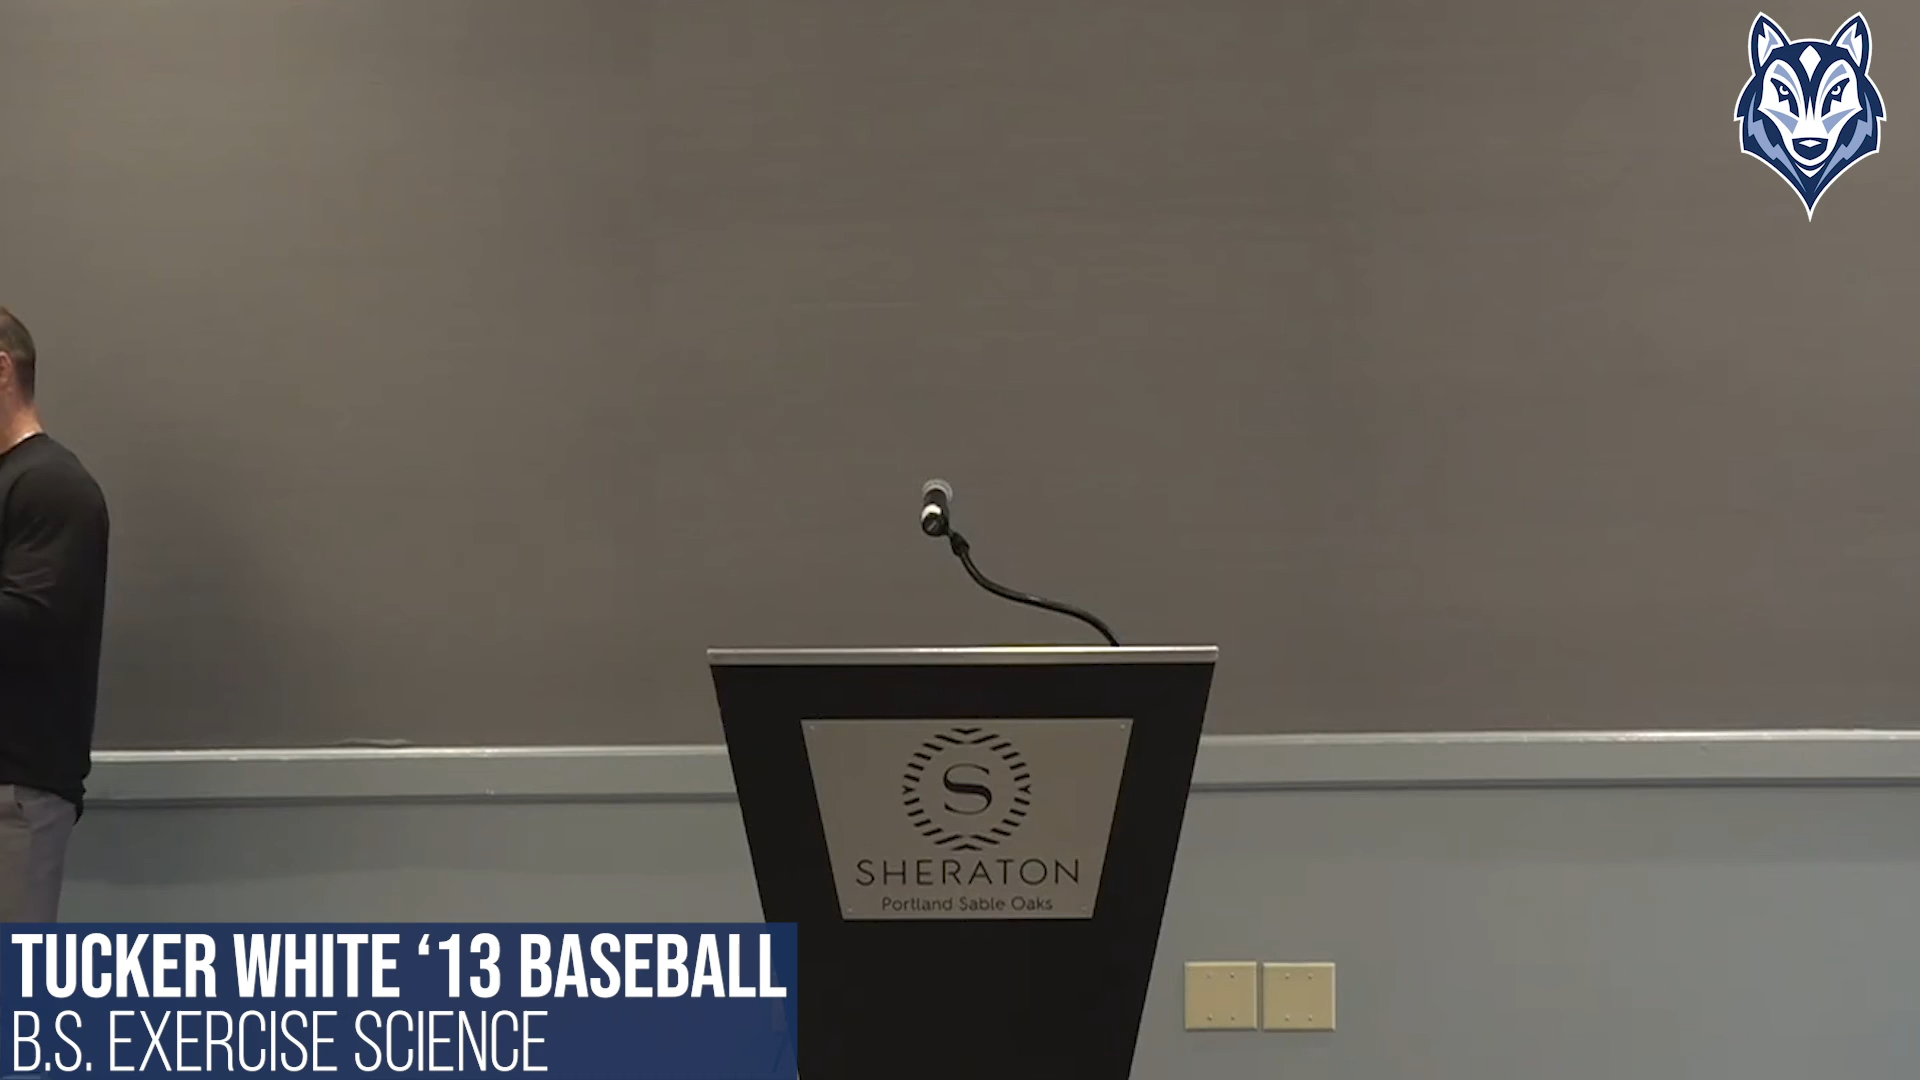 S
SHERATON
Portland Sable Oaks
TUCKER WHITE ‘13 BASEBALL
B.S. EXERCISE SCIENCE